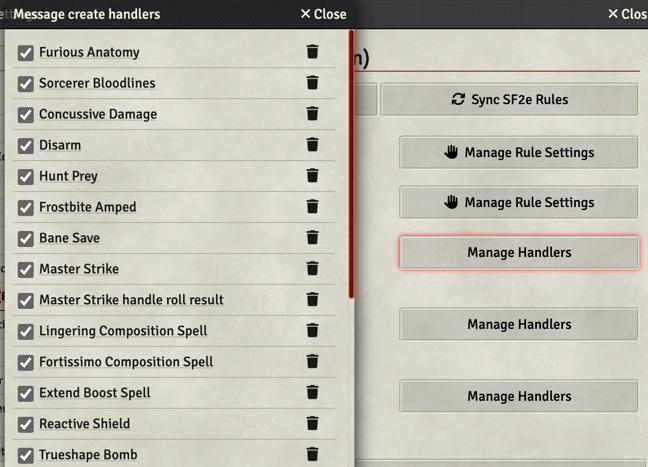 Message create handlers
Close
Clos
Furious Anatomy
Sorcerer Bloodlines
Concussive Damage
Disarm
Hunt Prey
Frostbite Amped
Bane Save
Master Strike
Master Strike handle roll result
Lingering Composition Spell
Fortissimo Composition Spell
Extend Boost Spell
Reactive Shield
Trueshape Bomb
n)
Sync SF2e Rules
Manage Rule Settings
Manage Rule Settings
Manage Handlers
Manage Handlers
Manage Handlers